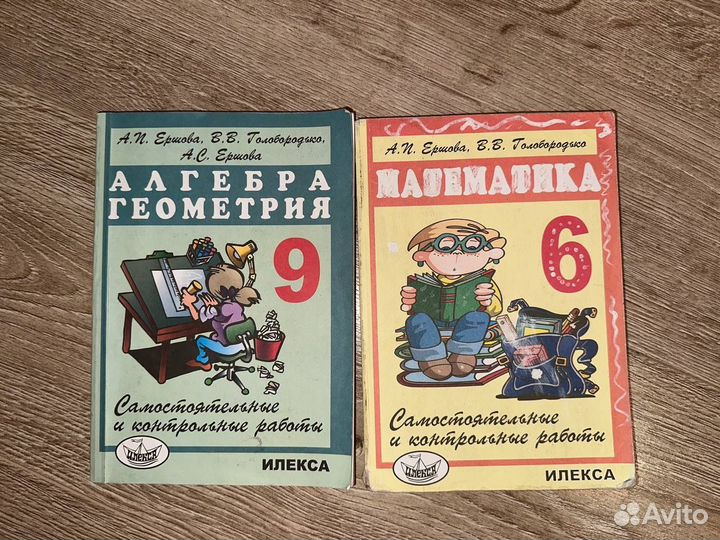 А.П. Ершова, В.В. Голобородько,
А.С. Ершова
АЛГЕБРА
ГЕОМЕТРИЯ
9
Самостоятельные
и контрольные работы
ИЛЕКСА
ИЛЕКСА
А.П. Ершова, В.В. Голобородько
МАТЕМАТИКА
6
Самостоятельные
и контрольные работы
ИЛЕКСА
ИЛЕКСА
Avito